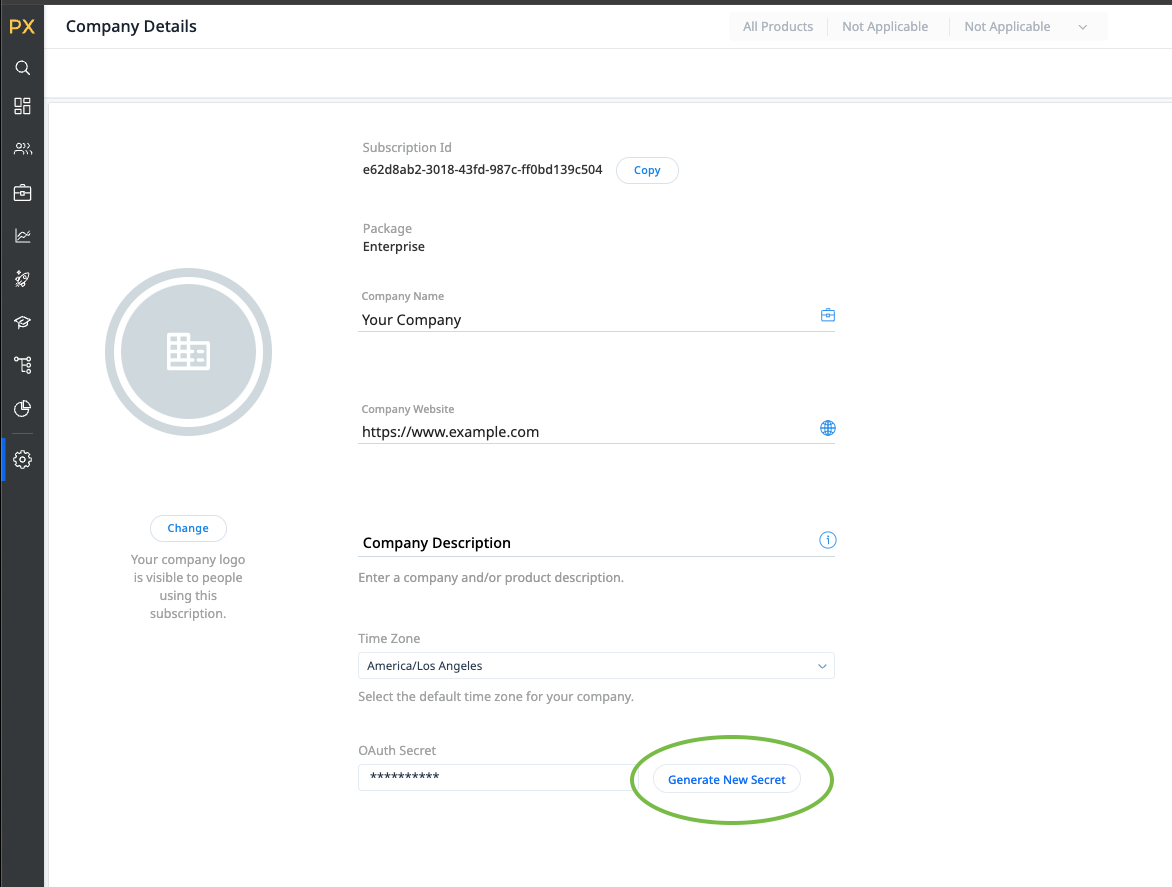 PX
Company Details
All Products
Not Applicable
Not Applicable
Subscription Id
e62d8ab2-3018-43fd-987c-ff0bd139c504
Copy
Package
Enterprise
Company Name
Your Company
Company Website
https://www.example.com
Change
Your company logo
is visible to people
using this
subscription.
Company Description
Enter a company and/or product description.
Time Zone
America/Los Angeles
Select the default time zone for your company.
OAuth Secret
**********
Generate New Secret